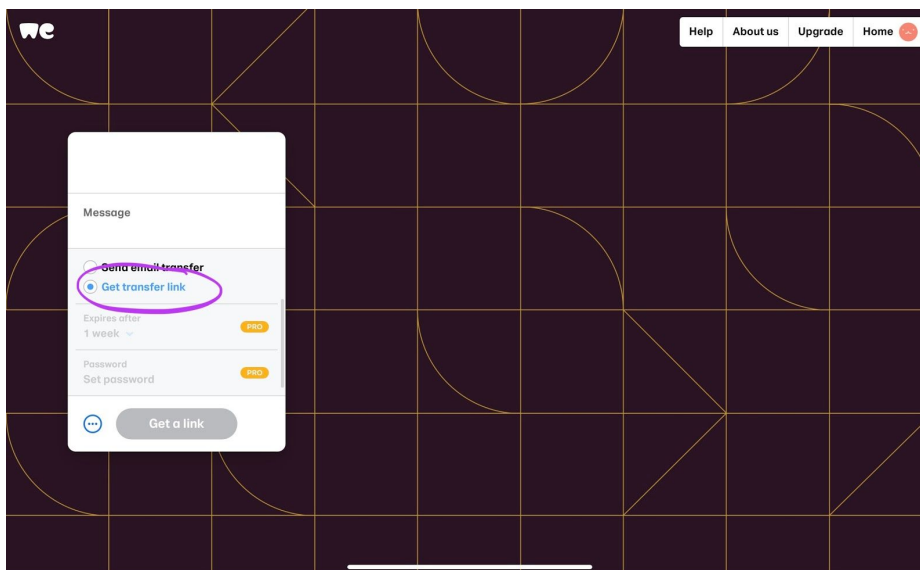 we
Help About us Upgrade Home
Message
Send email transfer
Get transfer link
Expires after
1 week PRO
Password
Set password PRO
Get a link